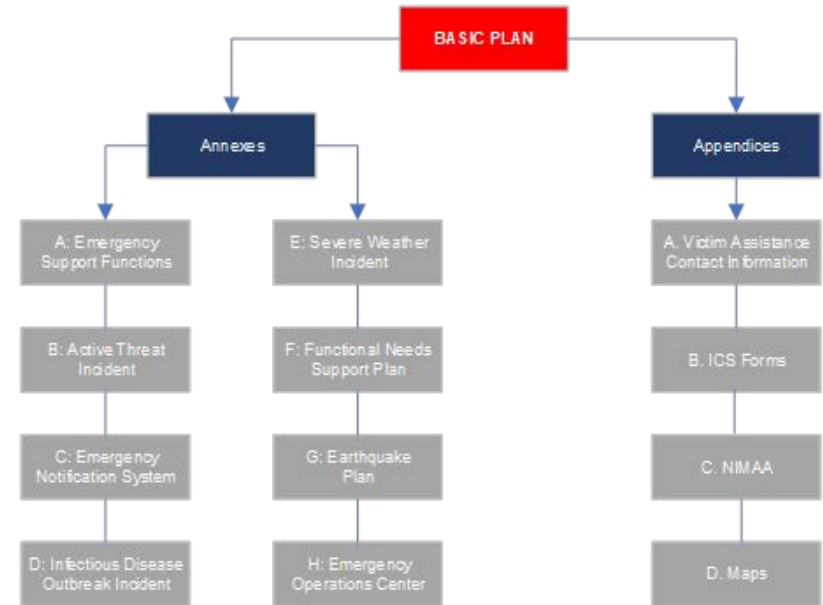 BASIC PLAN
Annexes
Appendices
A: Emergency
Support Functions
B: Active Threat
Incident
C: Emergency
Notification System
D: Infectious Disease
Outbreak Incident
E: Severe Weather
Incident
F: Functional Needs
Support Plan
G: Earthquake
Plan
H: Emergency
Operations Center
A. Victim Assistance
Contact Information
B. ICS Forms
C. NIMAA
D. Maps